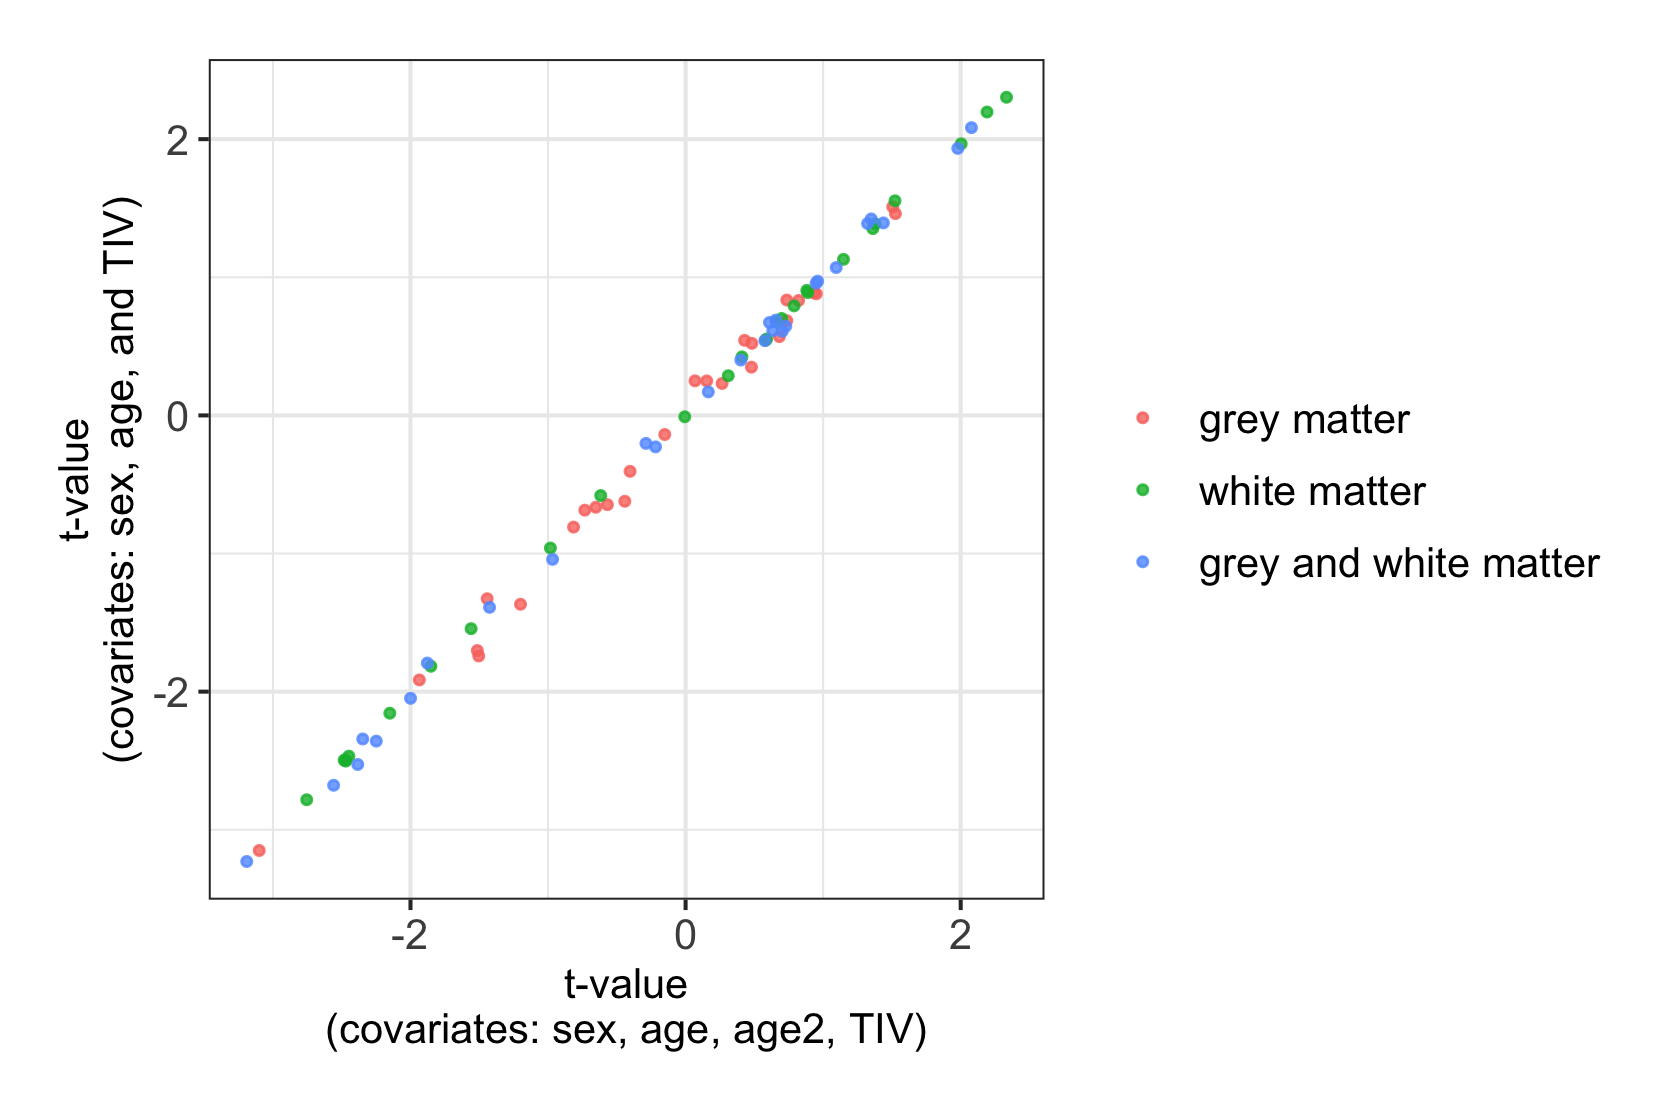 t-value
(covariates: sex, age, and TIV)
2
0
-2
-2
0
2
t-value
(covariates: sex, age, age2, TIV)
grey matter
white matter
grey and white matter